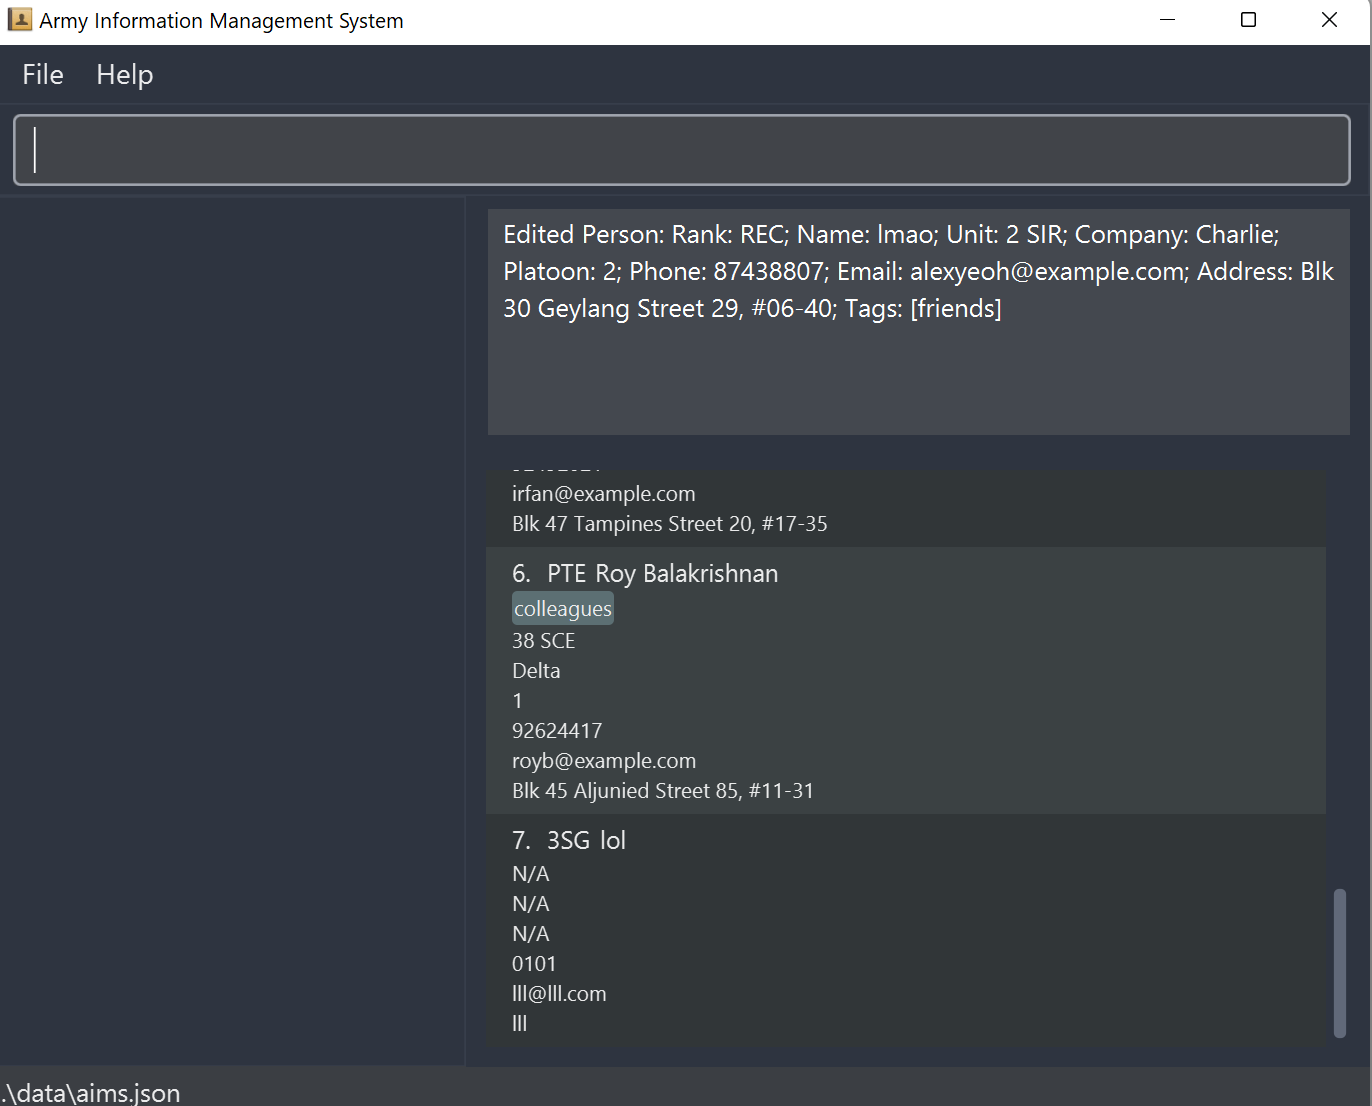 Army Information Management System
File Help
Edited Person: Rank: REC; Name: lmao; Unit: 2 SIR; Company: Charlie;
Platoon: 2; Phone: 87438807; Email: alexyeoh@example.com; Address: Blk
30 Geylang Street 29, #06-40; Tags: [friends]
irfan@example.com
Blk 47 Tampines Street 20, #17-35
6. PTE Roy Balakrishnan
colleagues
38 SCE
Delta
1
92624417
royb@example.com
Blk 45 Aljunied Street 85, #11-31
7. 3SG lol
N/A
N/A
N/A
0101
lll@lll.com
lll
.\data\aims.json